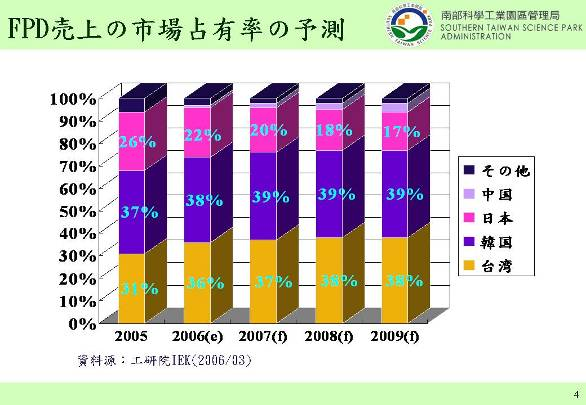 FPD売上の市場占有率の予測
南部科學工業園區管理局
SOUTHERN TAIWAN SCIENCE PARK
ADMINISTRATION
100%
90%
80%
70%
60%
50%
40%
30%
20%
10%
0%
26% 22% 20% 18% 17%
37% 38% 39% 39% 39%
31% 36% 37% 38% 38%
2005 2006(e) 2007(f) 2008(f) 2009(f)
その他
中国
日本
韓国
台湾
資料源：工研院IEK(2006/03)
4